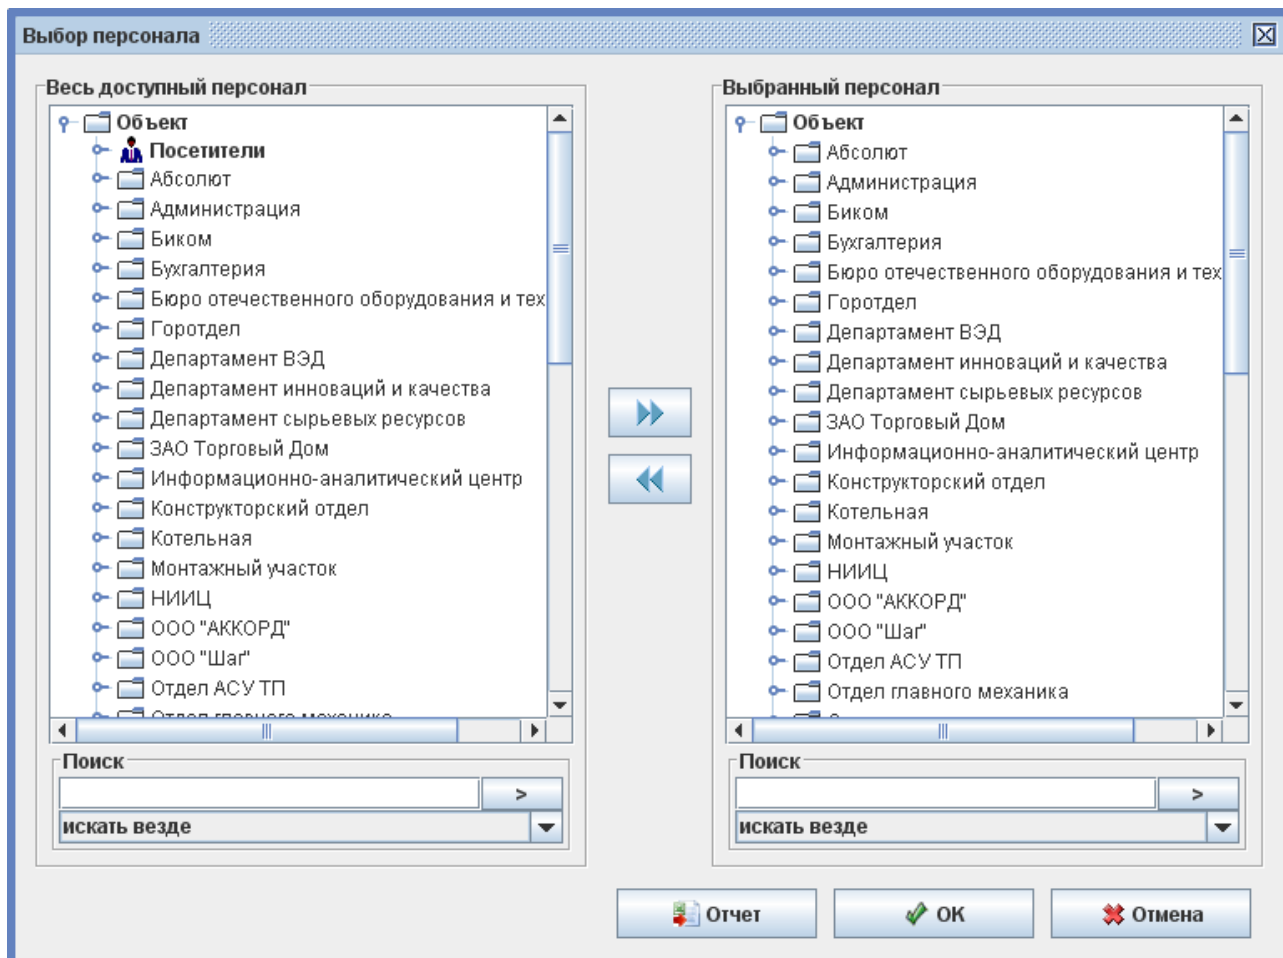 Выбор персонала
Весь доступный персонал
Объект
Посетители
Абсолют
Администрация
Биком
Бухгалтерия
Бюро отечественного оборудования и тех
Горотдел
Департамент ВЭД
Департамент инноваций и качества
Департамент сырьевых ресурсов
ЗАО Торговый Дом
Информационно-аналитический центр
Конструкторский отдел
Котельная
Монтажный участок
НИИЦ
ООО "АККОРД"
ООО "Шаг"
Отдел АСУ ТП
Отдел главного механика
Поиск
>
искать везде
Выбранный персонал
Объект
Абсолют
Администрация
Биком
Бухгалтерия
Бюро отечественного оборудования и тех
Горотдел
Департамент ВЭД
Департамент инноваций и качества
Департамент сырьевых ресурсов
ЗАО Торговый Дом
Информационно-аналитический центр
Конструкторский отдел
Котельная
Монтажный участок
НИИЦ
ООО "АККОРД"
ООО "Шаг"
Отдел АСУ ТП
Отдел главного механика
Поиск
>
искать везде
Отчет
ОК
Отмена